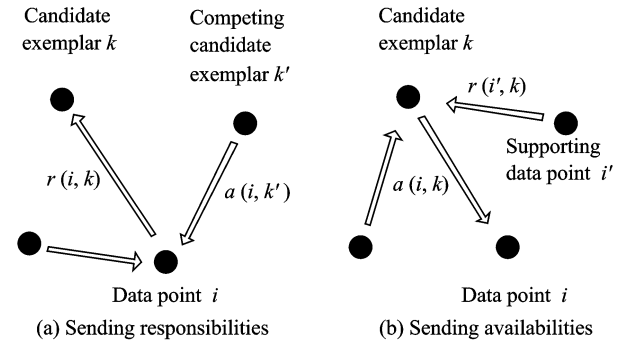 Candidate
exemplar k
Competing
candidate
exemplar k′
r (i, k)
a (i, k′)
Data point i
(a) Sending responsibilities
Candidate
exemplar k
r (i′, k)
Supporting
data point i′
a (i, k)
Data point i
(b) Sending availabilities